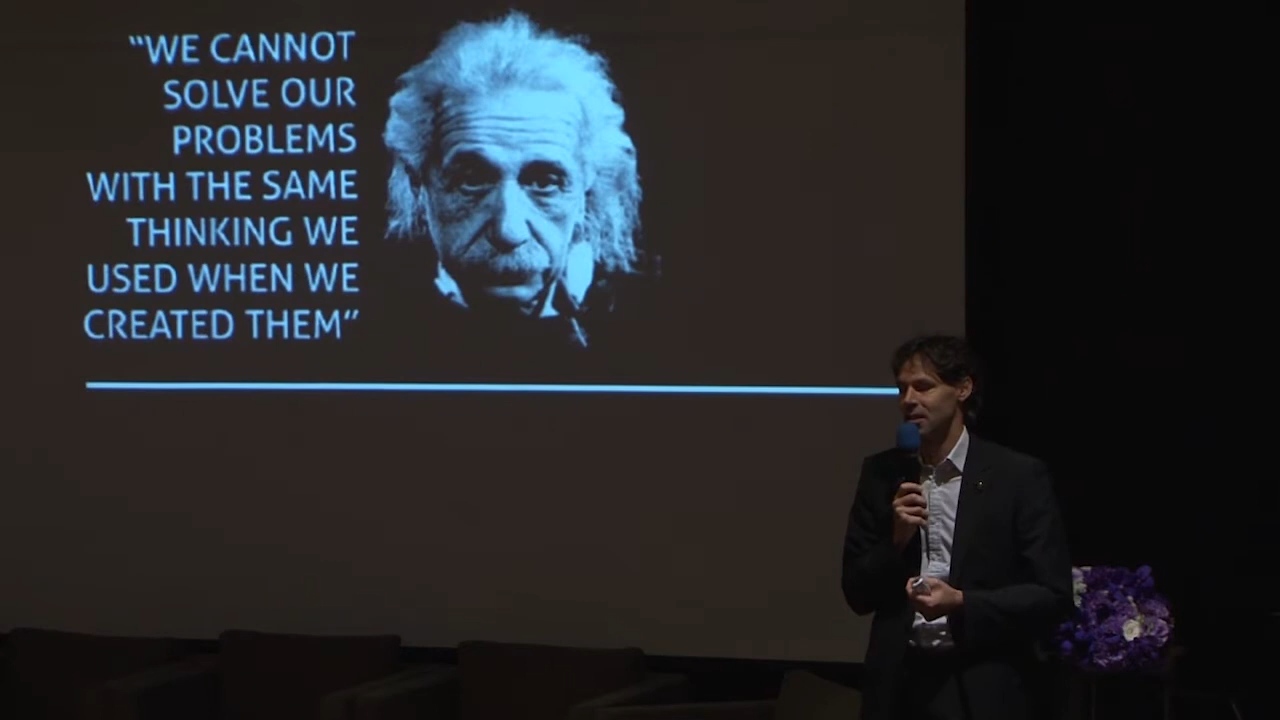 “WE CANNOT
SOLVE OUR
PROBLEMS
WITH THE SAME
THINKING WE
USED WHEN WE
CREATED THEM”